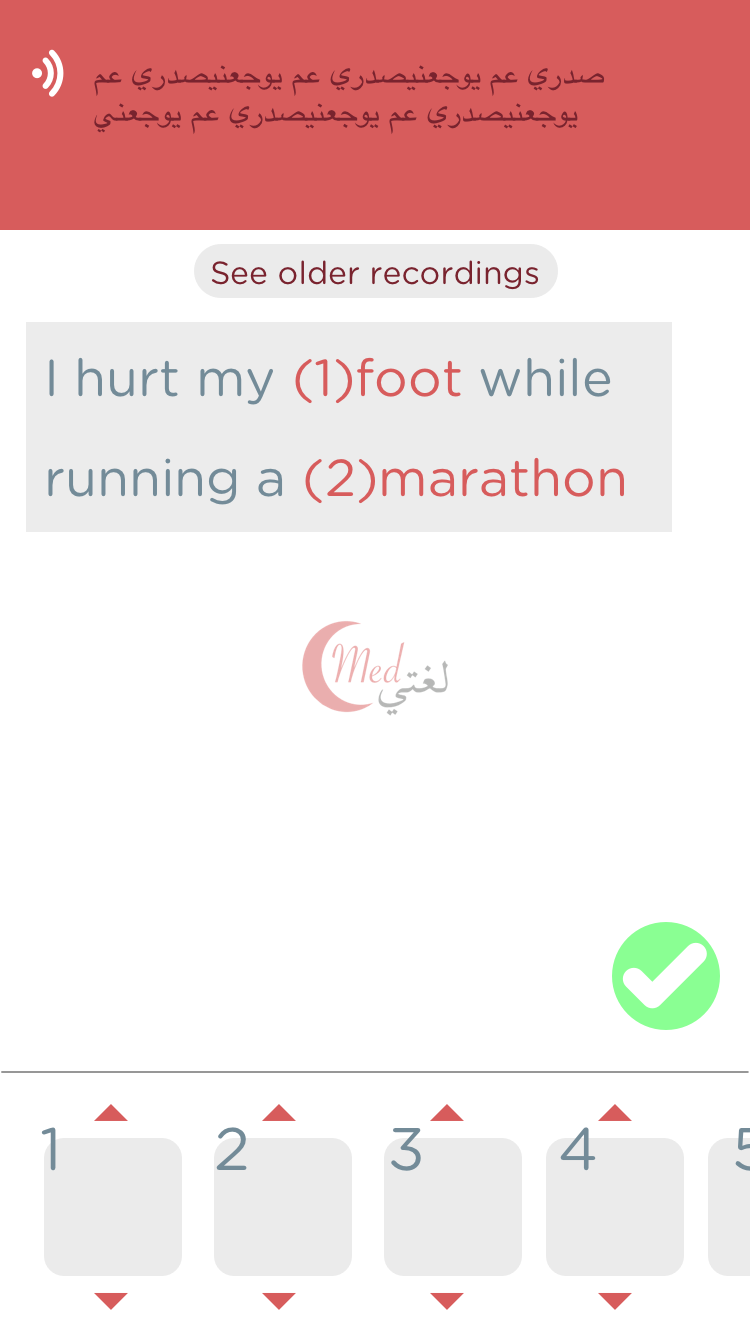 صدري عم يوجعنيصدري عم يوجعنيصدري عم
يوجعنيصدري عم يوجعنيصدري عم يوجعني
See older recordings
I hurt my (1)foot while
running a (2)marathon
Med لغتي
1 2 3 4 5